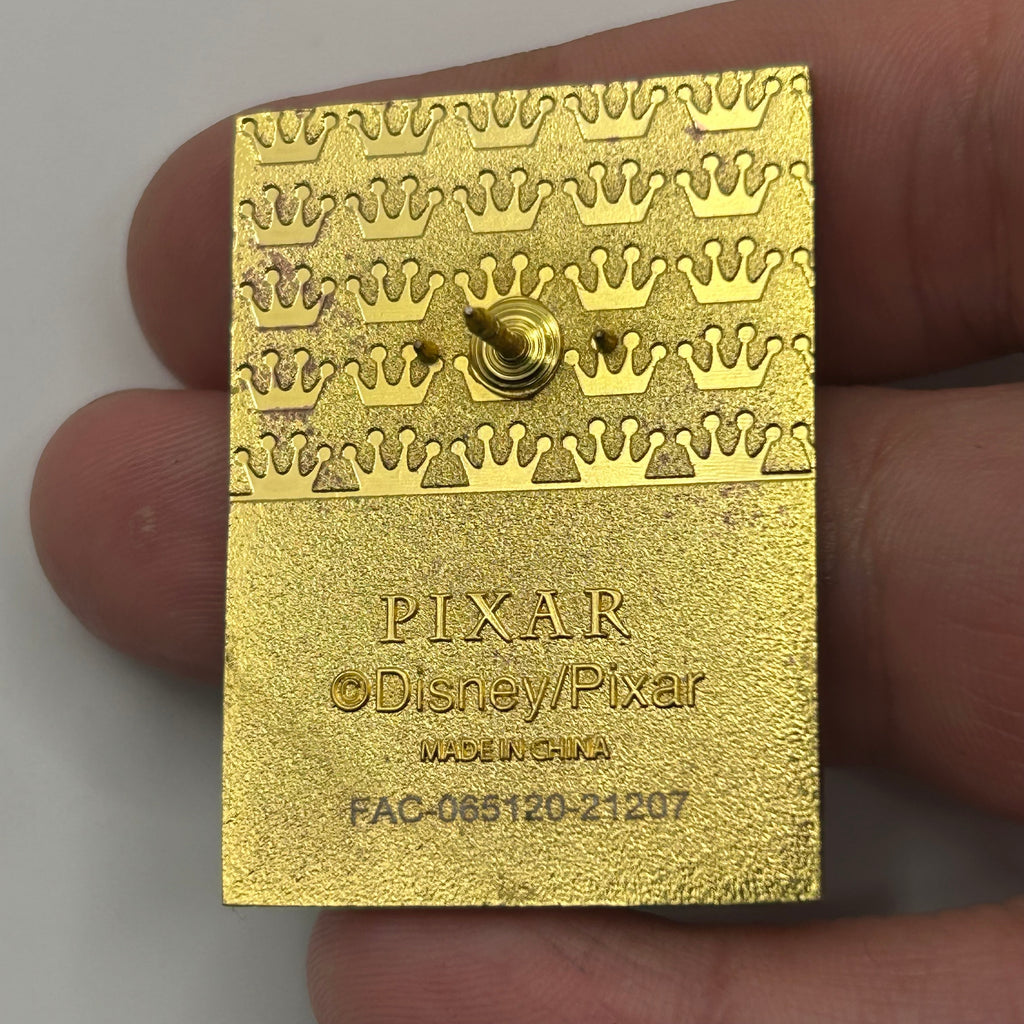 PIXAR
©Disney/Pixar
MADE IN CHINA
FAC-065120-21207